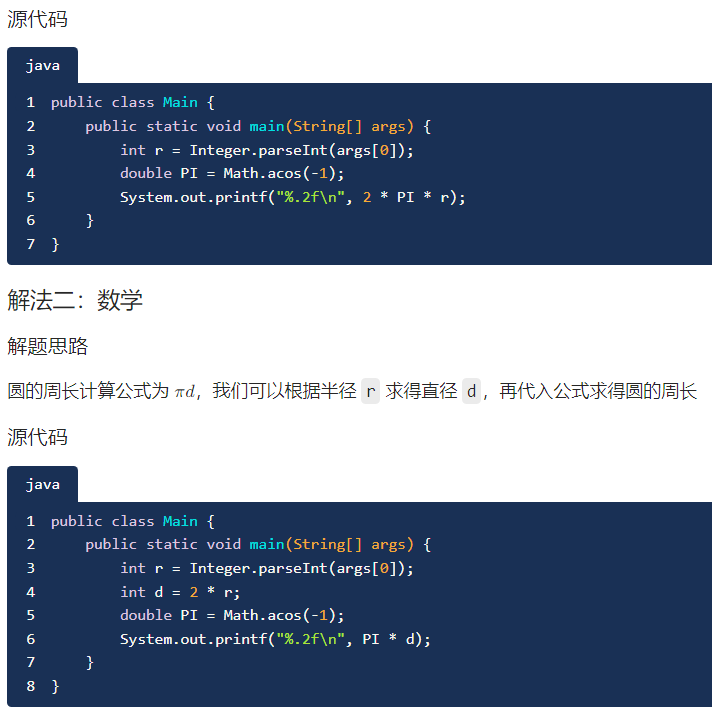 源代码
java
1 public class Main {
2     public static void main(String[] args) {
3         int r = Integer.parseInt(args[0]);
4         double PI = Math.acos(-1);
5         System.out.printf("%.2f\n", 2 * PI * r);
6     }
7 }
解法二：数学
解题思路
圆的周长计算公式为 πd，我们可以根据半径 r 求得直径 d，再代入公式求得圆的周长
源代码
java
1 public class Main {
2     public static void main(String[] args) {
3         int r = Integer.parseInt(args[0]);
4         int d = 2 * r;
5         double PI = Math.acos(-1);
6         System.out.printf("%.2f\n", PI * d);
7     }
8 }